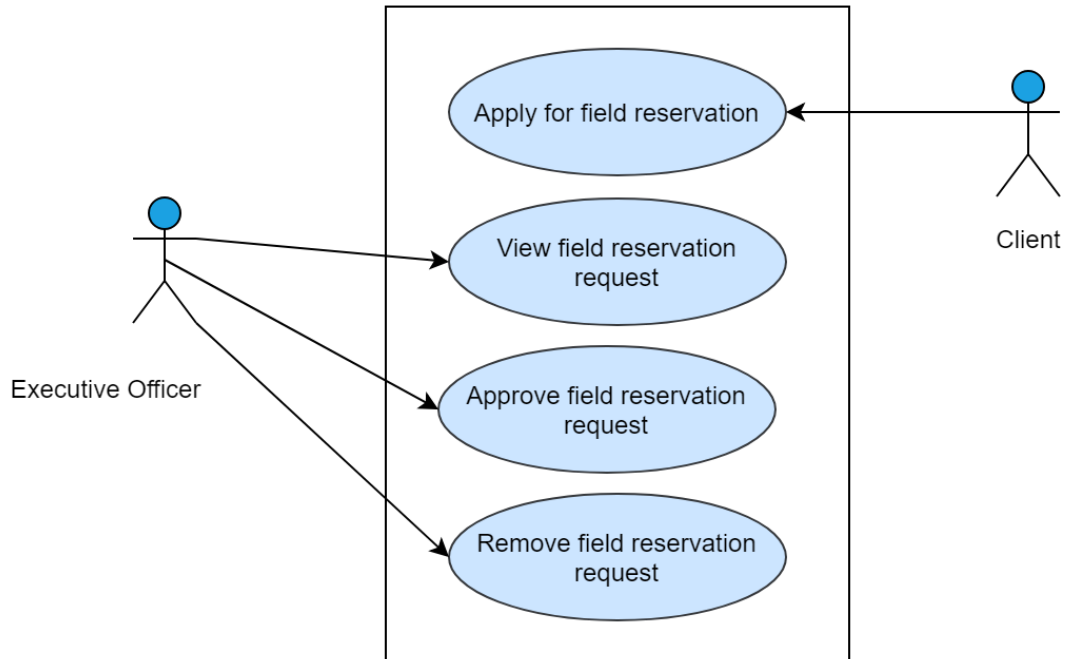 Apply for field reservation
View field reservation
request
Client
Executive Officer
Approve field reservation
request
Remove field reservation
request